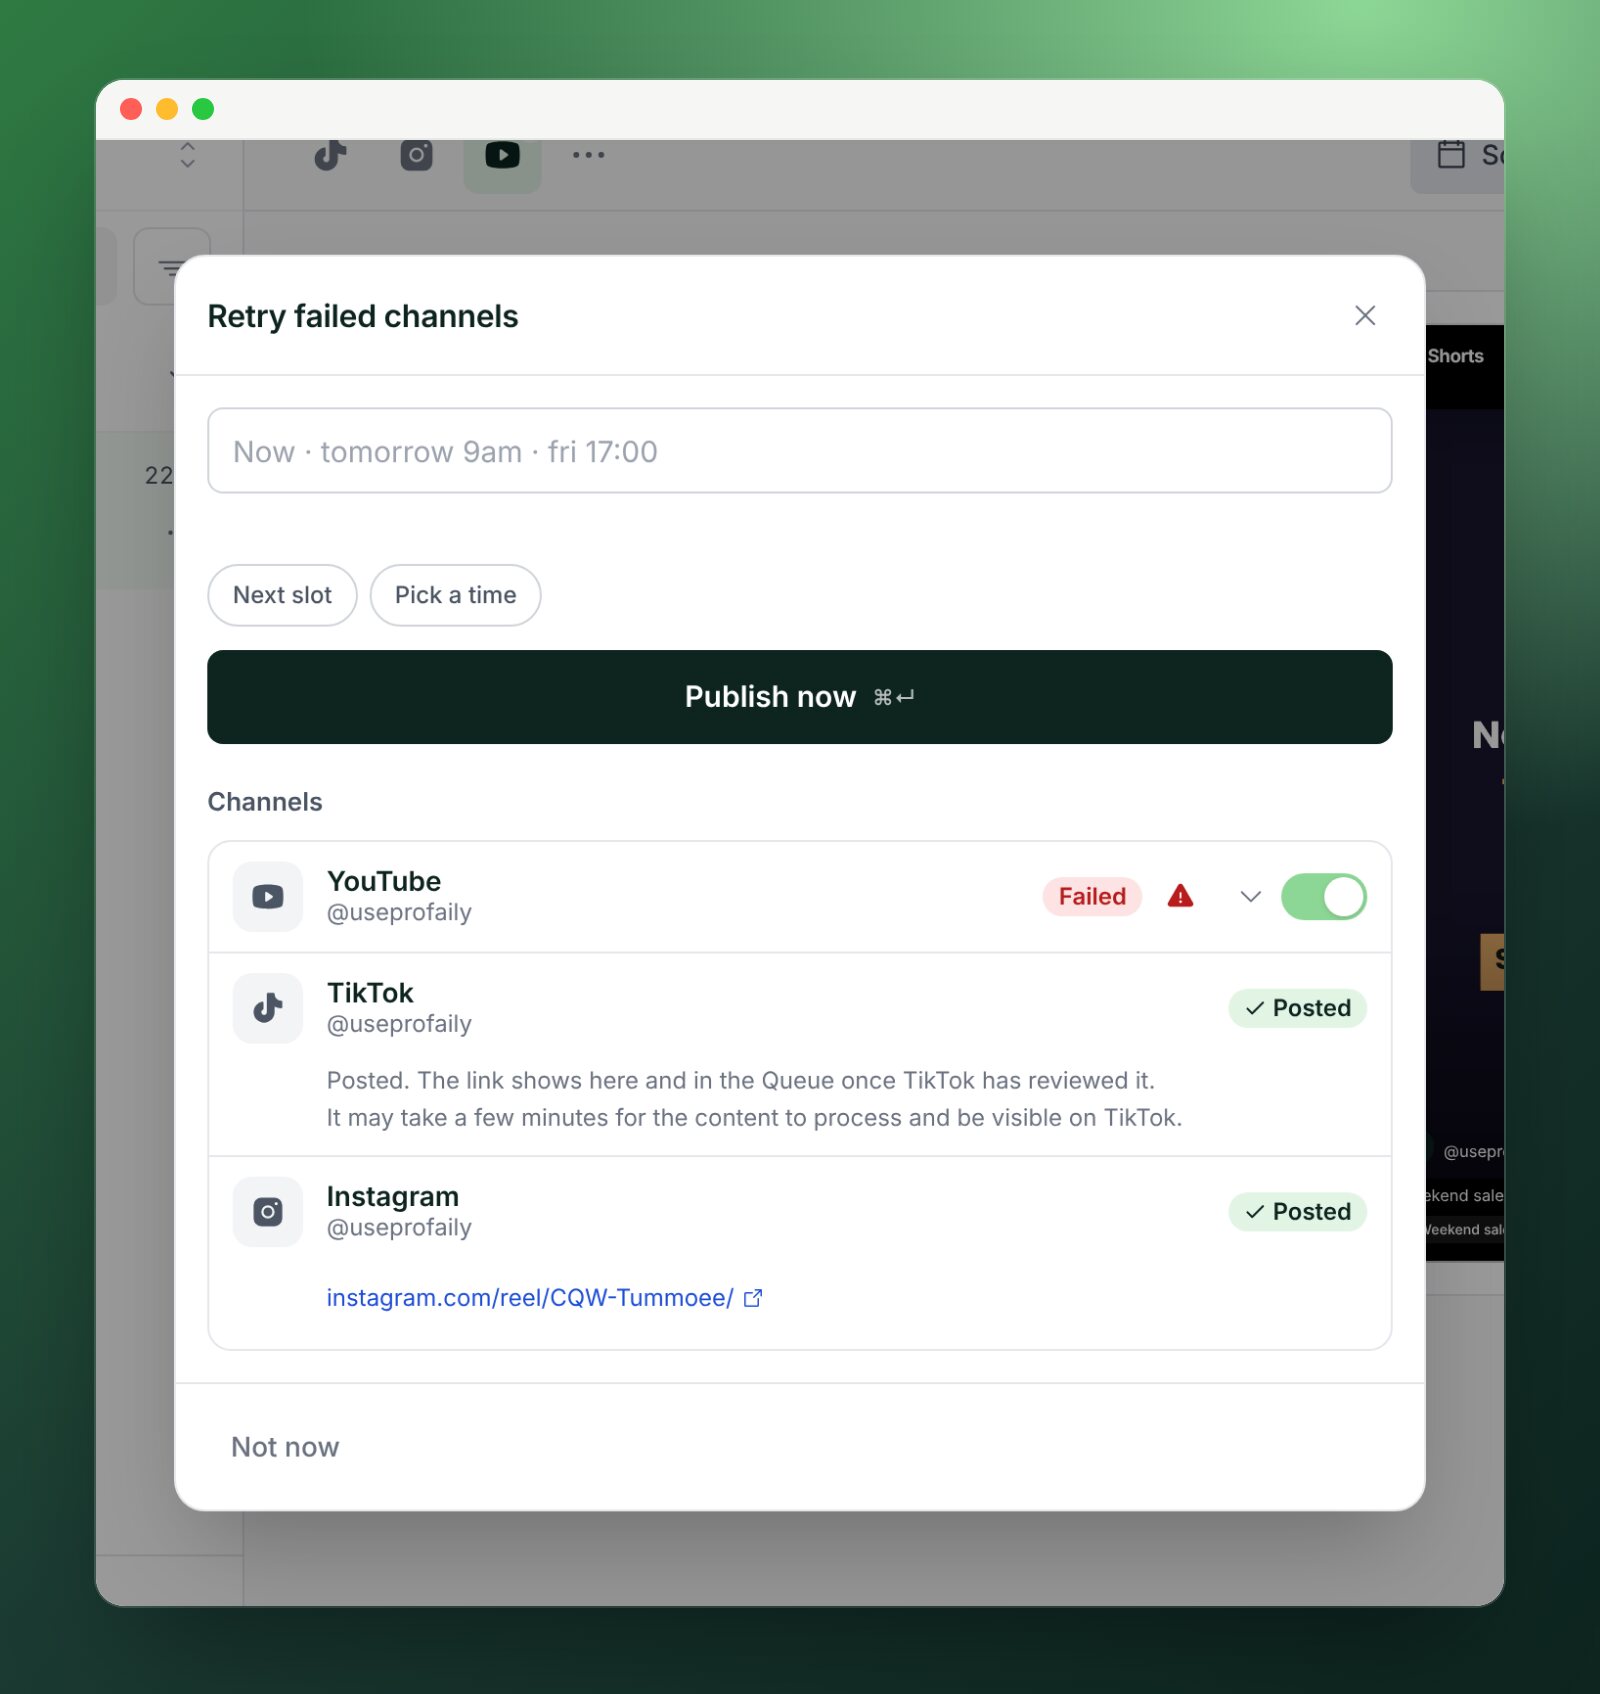 Retry failed channels
Now · tomorrow 9am · fri 17:00
Next slot
Pick a time
Publish now ⌘↵
Channels
YouTube
@useprofaily
Failed
TikTok
@useprofaily
Posted
Posted. The link shows here and in the Queue once TikTok has reviewed it.
It may take a few minutes for the content to process and be visible on TikTok.
Instagram
@useprofaily
Posted
instagram.com/reel/CQW-Tummoee/
Not now
22
Shorts